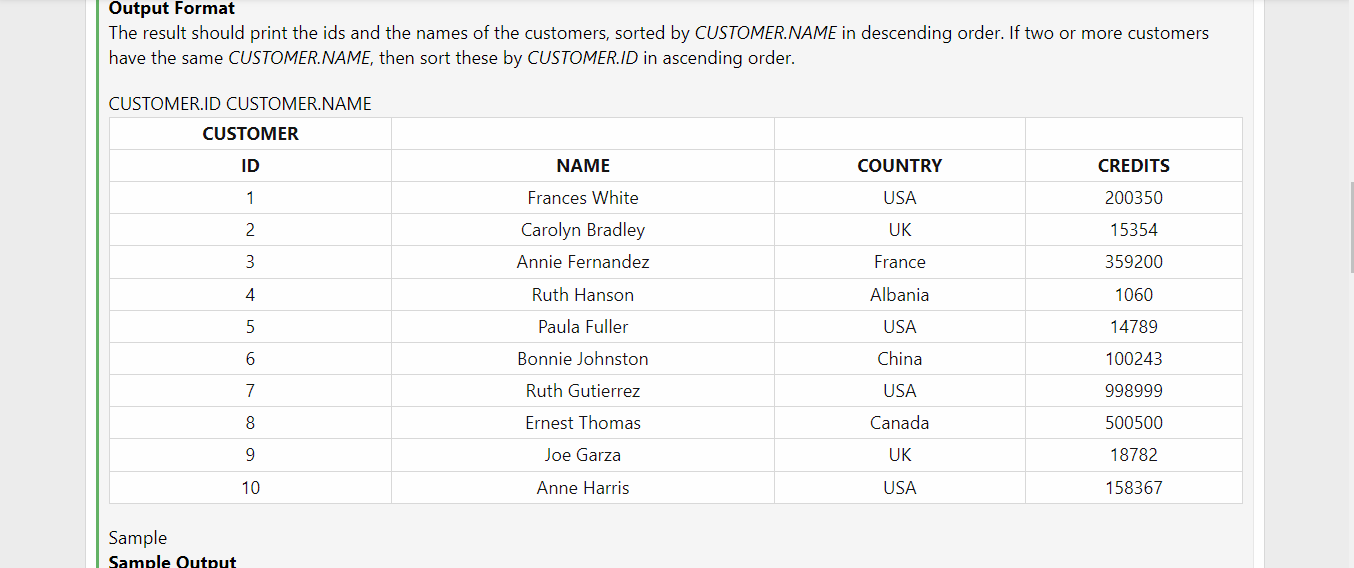 Output Format
The result should print the ids and the names of the customers, sorted by CUSTOMER.NAME in descending order. If two or more customers
have the same CUSTOMER.NAME, then sort these by CUSTOMER.ID in ascending order.
CUSTOMER.ID CUSTOMER.NAME
CUSTOMER
ID NAME COUNTRY CREDITS
1 Frances White USA 200350
2 Carolyn Bradley UK 15354
3 Annie Fernandez France 359200
4 Ruth Hanson Albania 1060
5 Paula Fuller USA 14789
6 Bonnie Johnston China 100243
7 Ruth Gutierrez USA 998999
8 Ernest Thomas Canada 500500
9 Joe Garza UK 18782
10 Anne Harris USA 158367
Sample
Sample Output